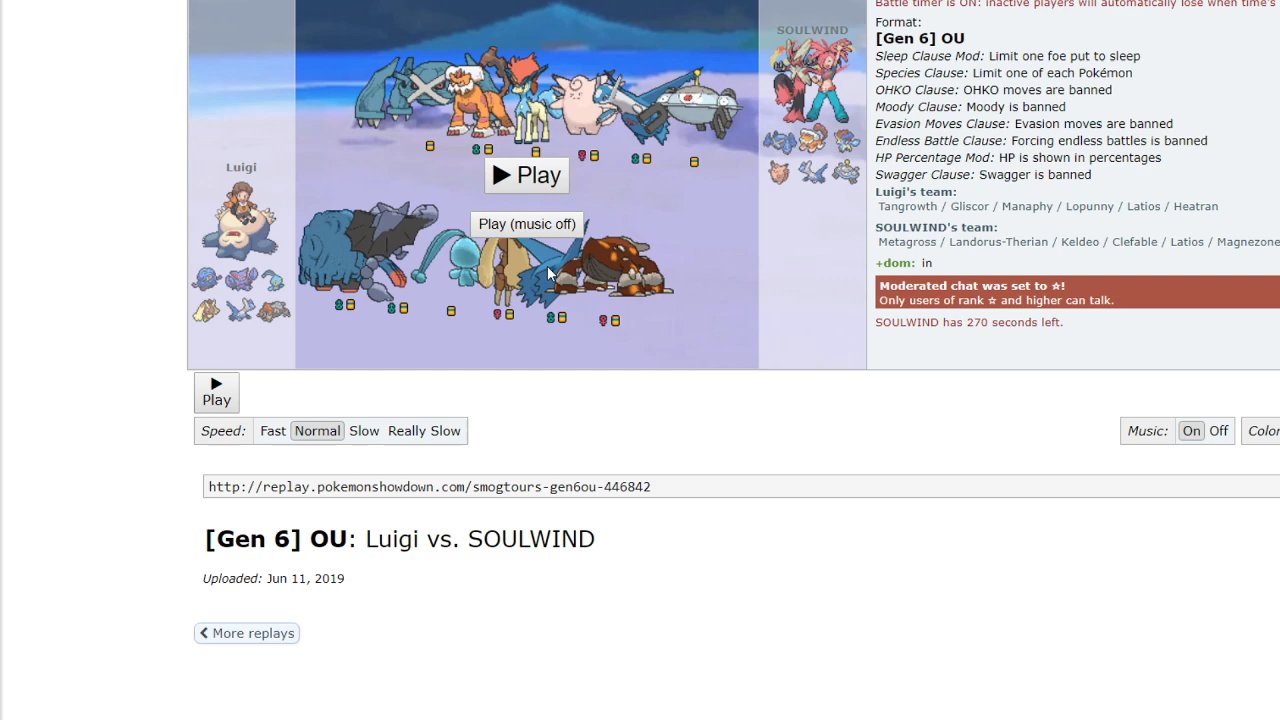 Battle timer is ON: inactive players will automatically lose when time's
Format:
[Gen 6] OU
Sleep Clause Mod: Limit one foe put to sleep
Species Clause: Limit one of each Pokémon
OHKO Clause: OHKO moves are banned
Moody Clause: Moody is banned
Evasion Moves Clause: Evasion moves are banned
Endless Battle Clause: Forcing endless battles is banned
HP Percentage Mod: HP is shown in percentages
Swagger Clause: Swagger is banned
Luigi's team:
Tangrowth / Gliscor / Manaphy / Lopunny / Latios / Heatran
SOULWIND's team:
Metagross / Landorus-Therian / Keldeo / Clefable / Latios / Magnezone
+dom: in
Moderated chat was set to ☆!
Only users of rank ☆ and higher can talk.
SOULWIND has 270 seconds left.
SOULWIND
Luigi
▶ Play
Play (music off)
▶
Play
Speed: Fast Normal Slow Really Slow
Music: On Off Color
http://replay.pokemonshowdown.com/smogtours-gen6ou-446842
[Gen 6] OU: Luigi vs. SOULWIND
Uploaded: Jun 11, 2019
More replays